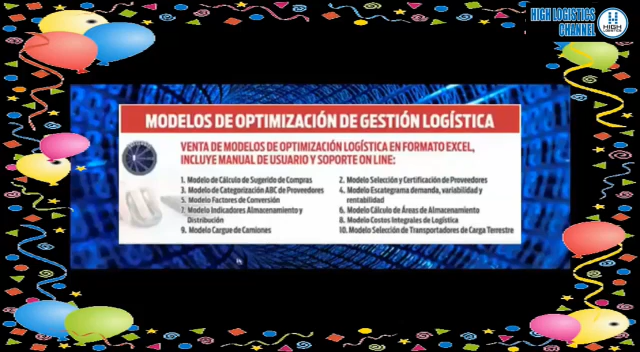 HIGH LOGISTICS
CHANNEL
HIGH
LOGISTICS
MODELOS DE OPTIMIZACIÓN DE GESTIÓN LOGÍSTICA
VENTA DE MODELOS DE OPTIMIZACIÓN LOGÍSTICA EN FORMATO EXCEL,
INCLUYE MANUAL DE USUARIO Y SOPORTE ON LINE:
1. Modelo de Cálculo de Sugerido de Compras
2. Modelo Selección y Certificación de Proveedores
3. Modelo de Categorización ABC de Proveedores
4. Modelo Escategrama demanda, variabilidad y
rentabilidad
5. Modelo Factores de Conversión
6. Modelo Cálculo de Áreas de Almacenamiento
7. Modelo Indicadores Almacenamiento y
Distribución
8. Modelo Costos Integrales de Logística
9. Modelo Cargue de Camiones
10. Modelo Selección de Transportadores de Carga Terrestre